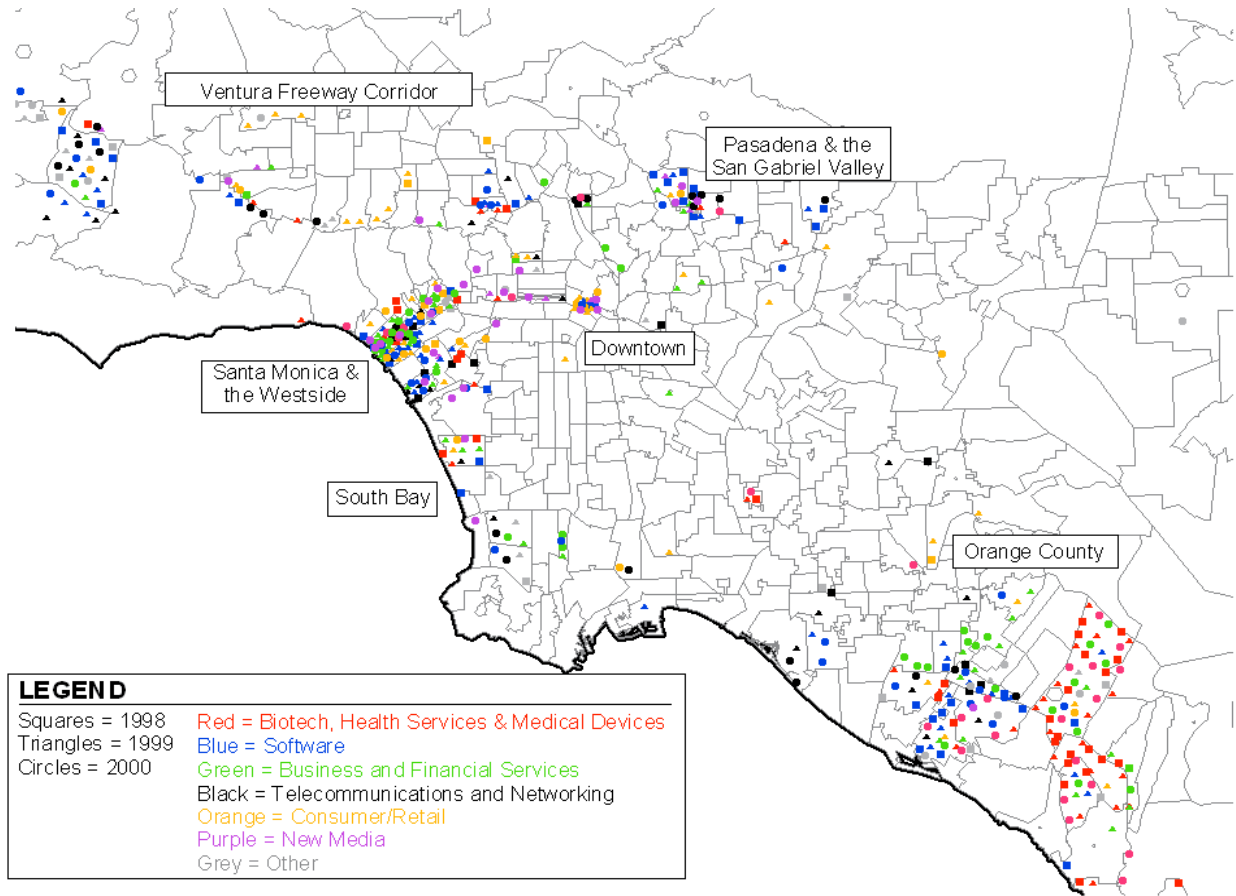 Ventura Freeway Corridor
Pasadena & the
San Gabriel Valley
Downtown
Santa Monica &
the Westside
South Bay
Orange County
LEGEND
Squares = 1998
Triangles = 1999
Circles = 2000
Red = Biotech, Health Services & Medical Devices
Blue = Software
Green = Business and Financial Services
Black = Telecommunications and Networking
Orange = Consumer/Retail
Purple = New Media
Grey = Other